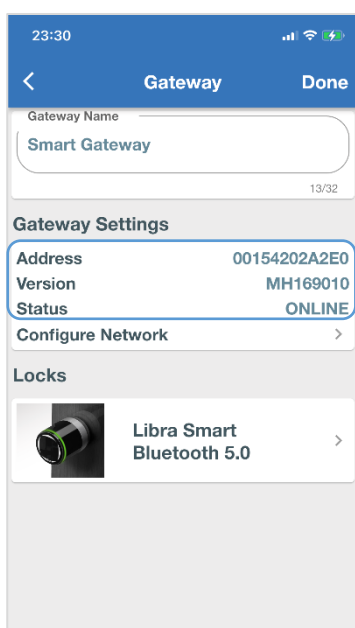 23:30
Gateway
Done
Gateway Name
Smart Gateway
13/32
Gateway Settings
Address 00154202A2E0
Version MH169010
Status ONLINE
Configure Network
Locks
Libra Smart
Bluetooth 5.0